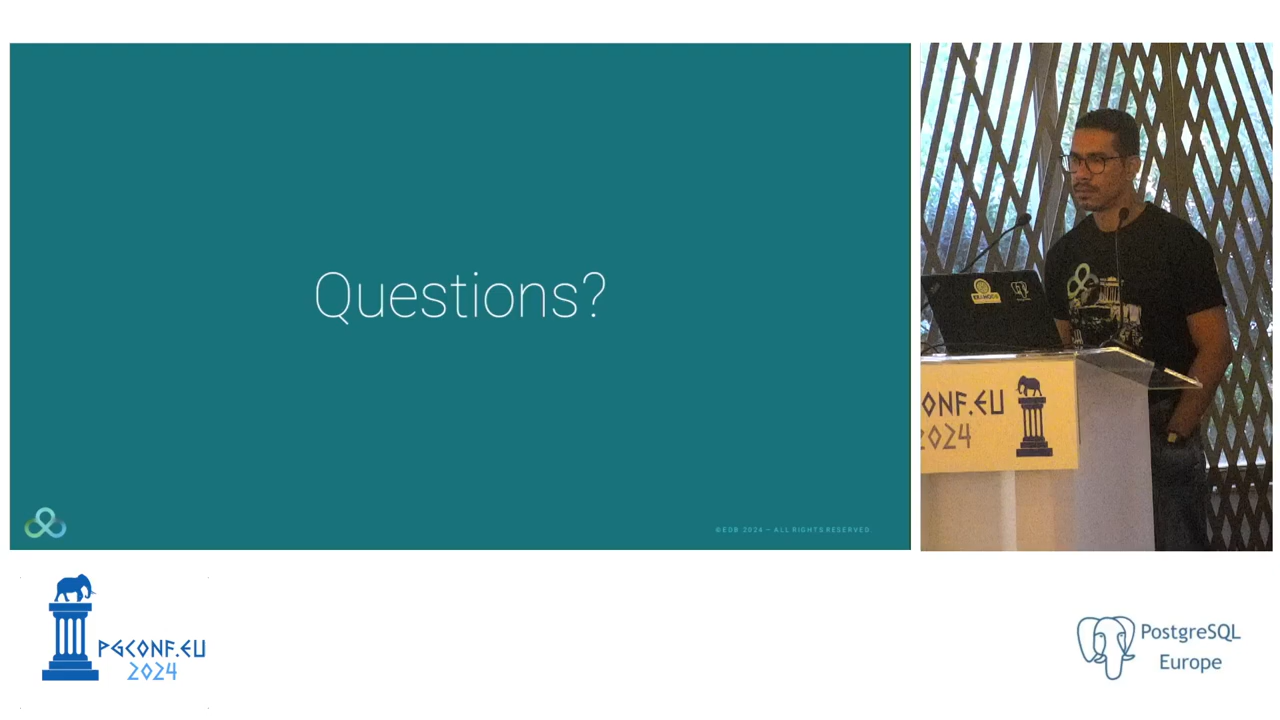 Questions?
©EDB 2024 — ALL RIGHTS RESERVED
ONF.EU
2024
PGCONF.EU
2024
PostgreSQL
Europe